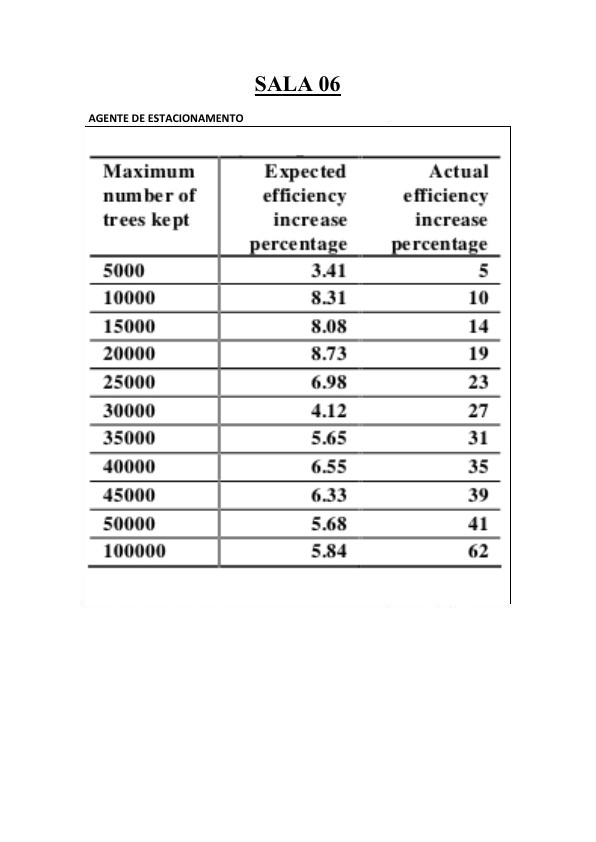 SALA 06
AGENTE DE ESTACIONAMENTO
Maximum number of trees kept Expected efficiency increase percentage Actual efficiency increase percentage
5000 3.41 5
10000 8.31 10
15000 8.08 14
20000 8.73 19
25000 6.98 23
30000 4.12 27
35000 5.65 31
40000 6.55 35
45000 6.33 39
50000 5.68 41
100000 5.84 62